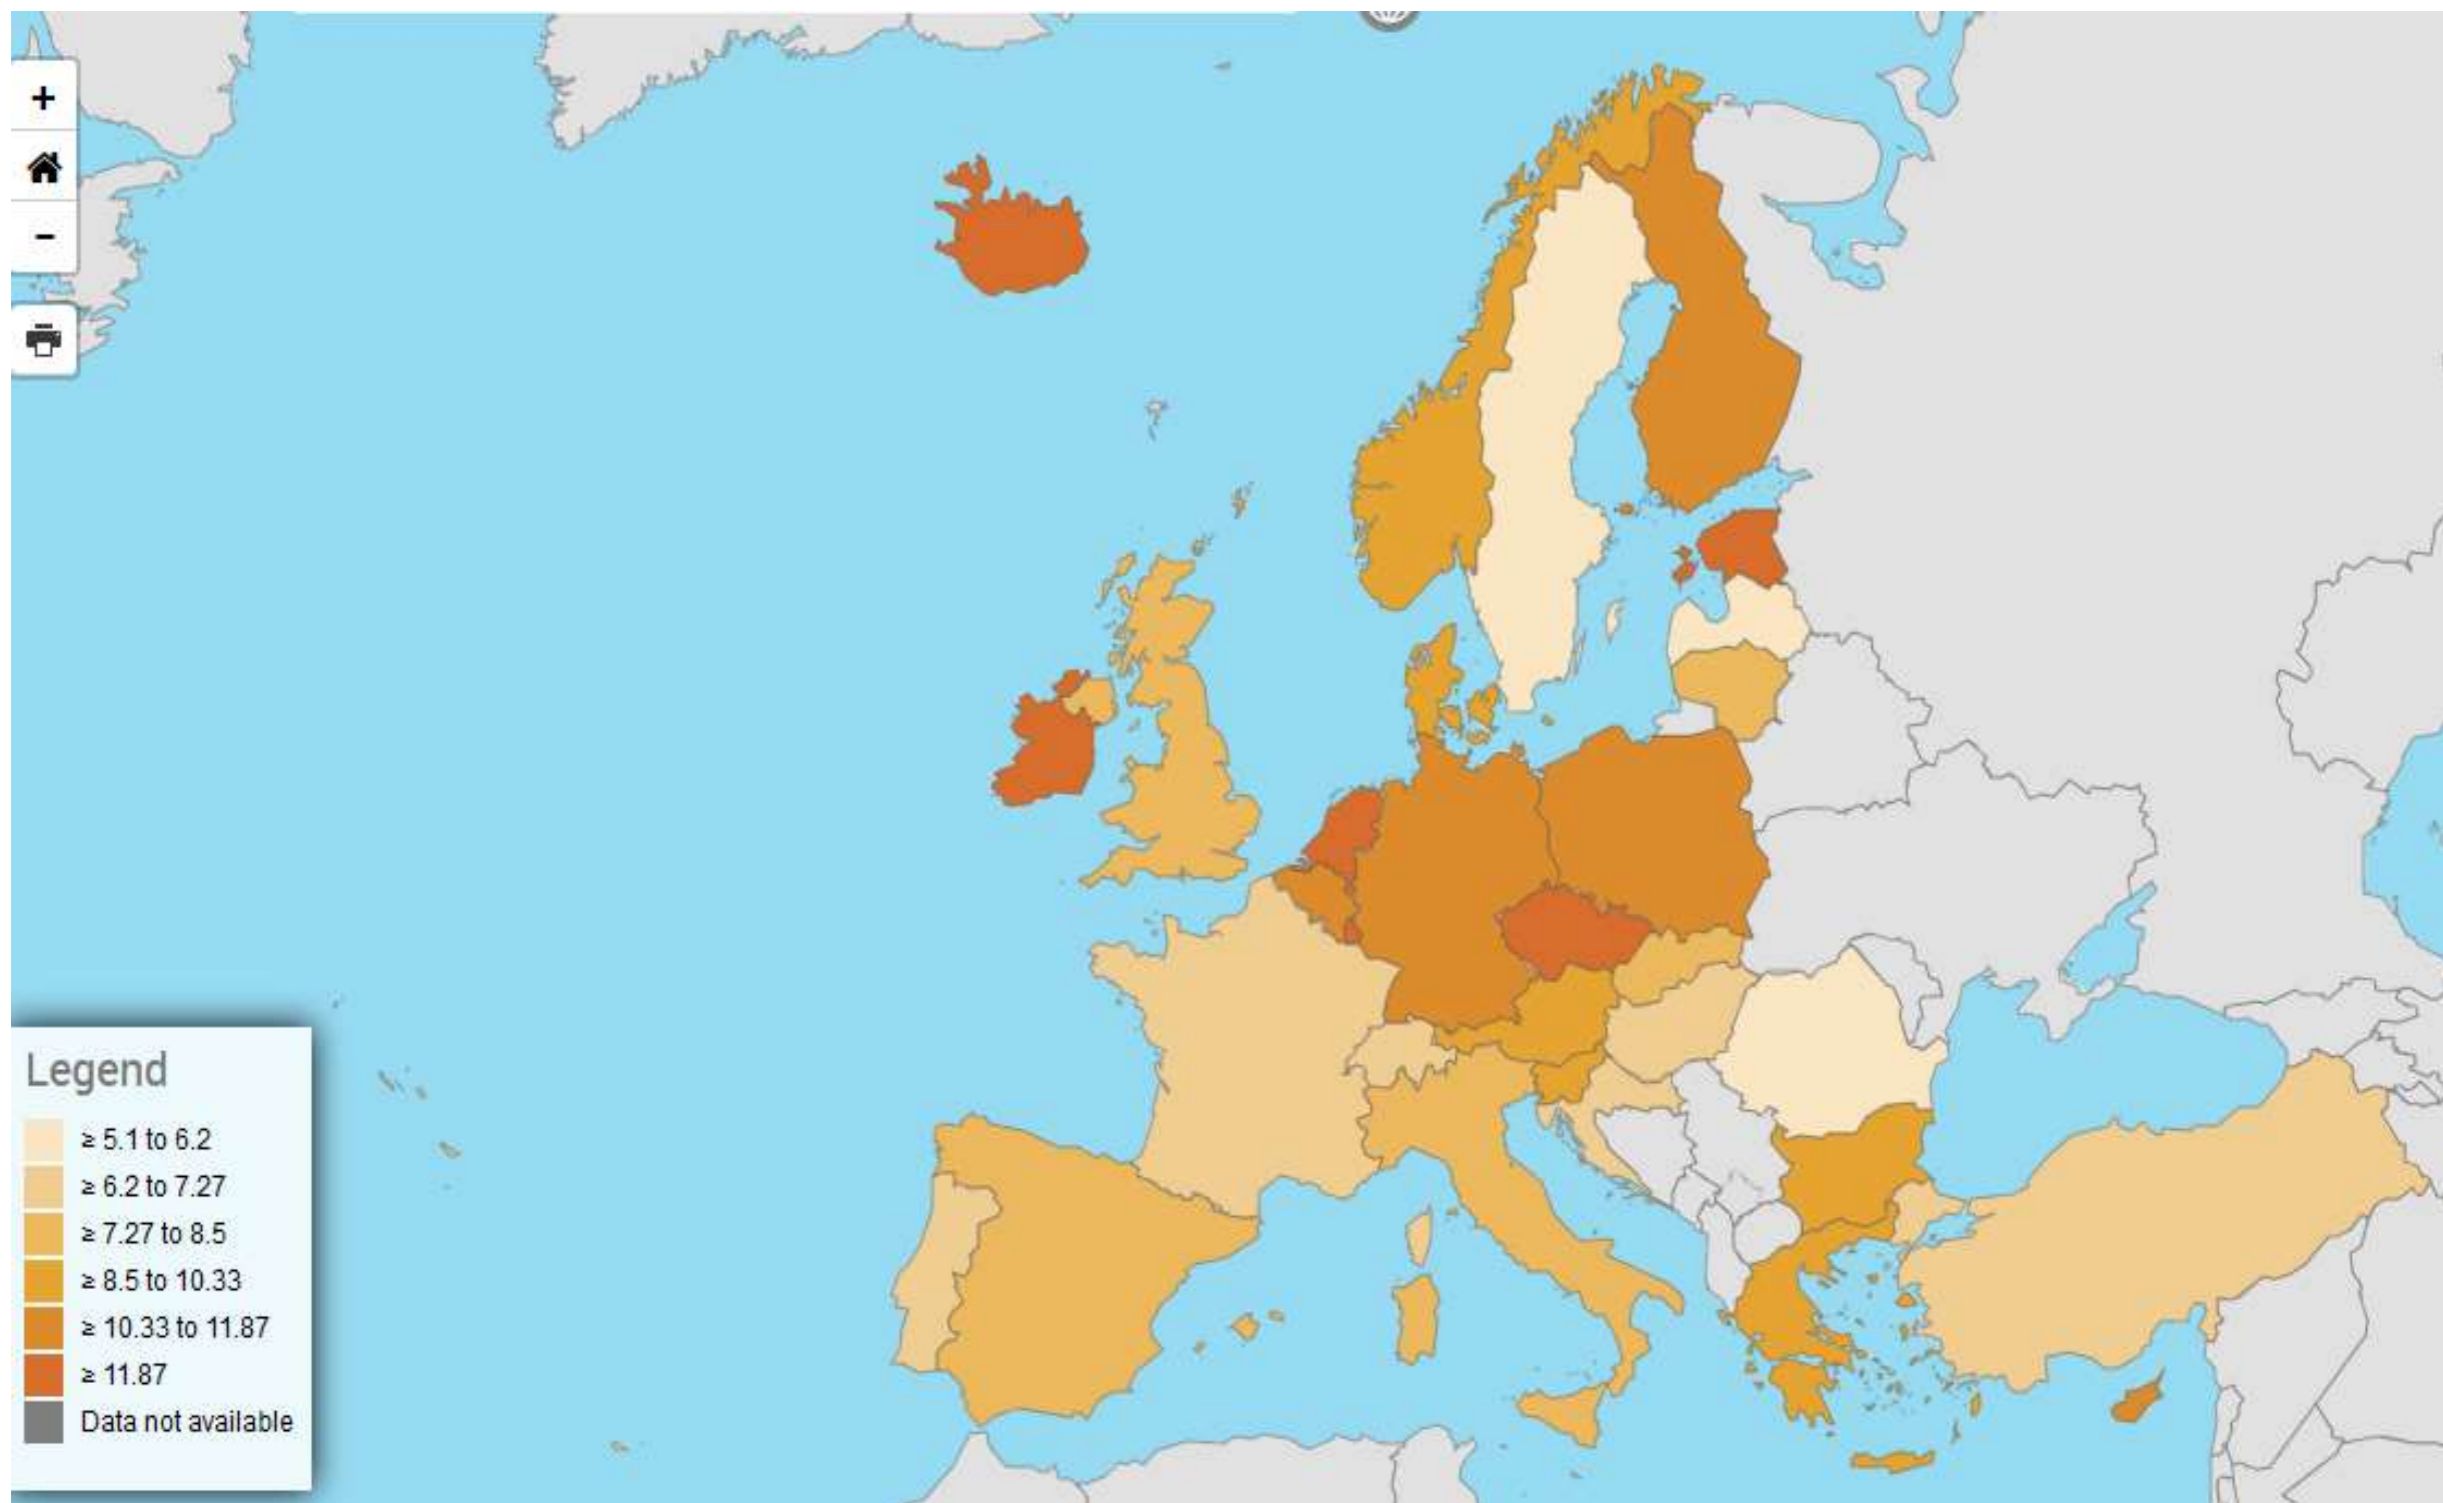 +
-
Legend
≥ 5.1 to 6.2
≥ 6.2 to 7.27
≥ 7.27 to 8.5
≥ 8.5 to 10.33
≥ 10.33 to 11.87
≥ 11.87
Data not available